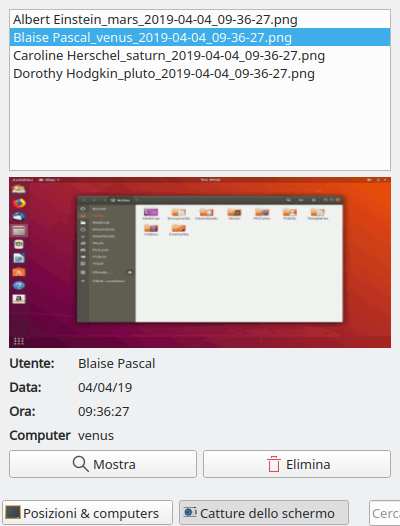 Albert Einstein_mars_2019-04-04_09-36-27.png
Blaise Pascal_venus_2019-04-04_09-36-27.png
Caroline Herschel_saturn_2019-04-04_09-36-27.png
Dorothy Hodgkin_pluto_2019-04-04_09-36-27.png
Utente: Blaise Pascal
Data: 04/04/19
Ora: 09:36:27
Computer venus
Mostra Elimina
Posizioni & computers Catture dello schermo Cerca